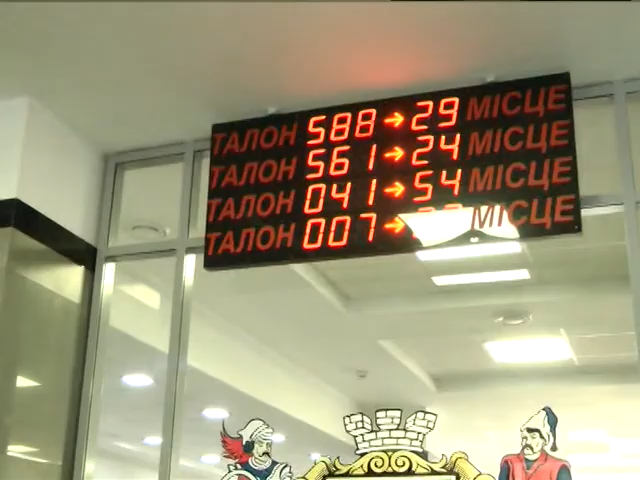 ТАЛОН 588 → 29 МІСЦЕ
ТАЛОН 561 → 24 МІСЦЕ
ТАЛОН 041 → 54 МІСЦЕ
ТАЛОН 007 → МІСЦЕ